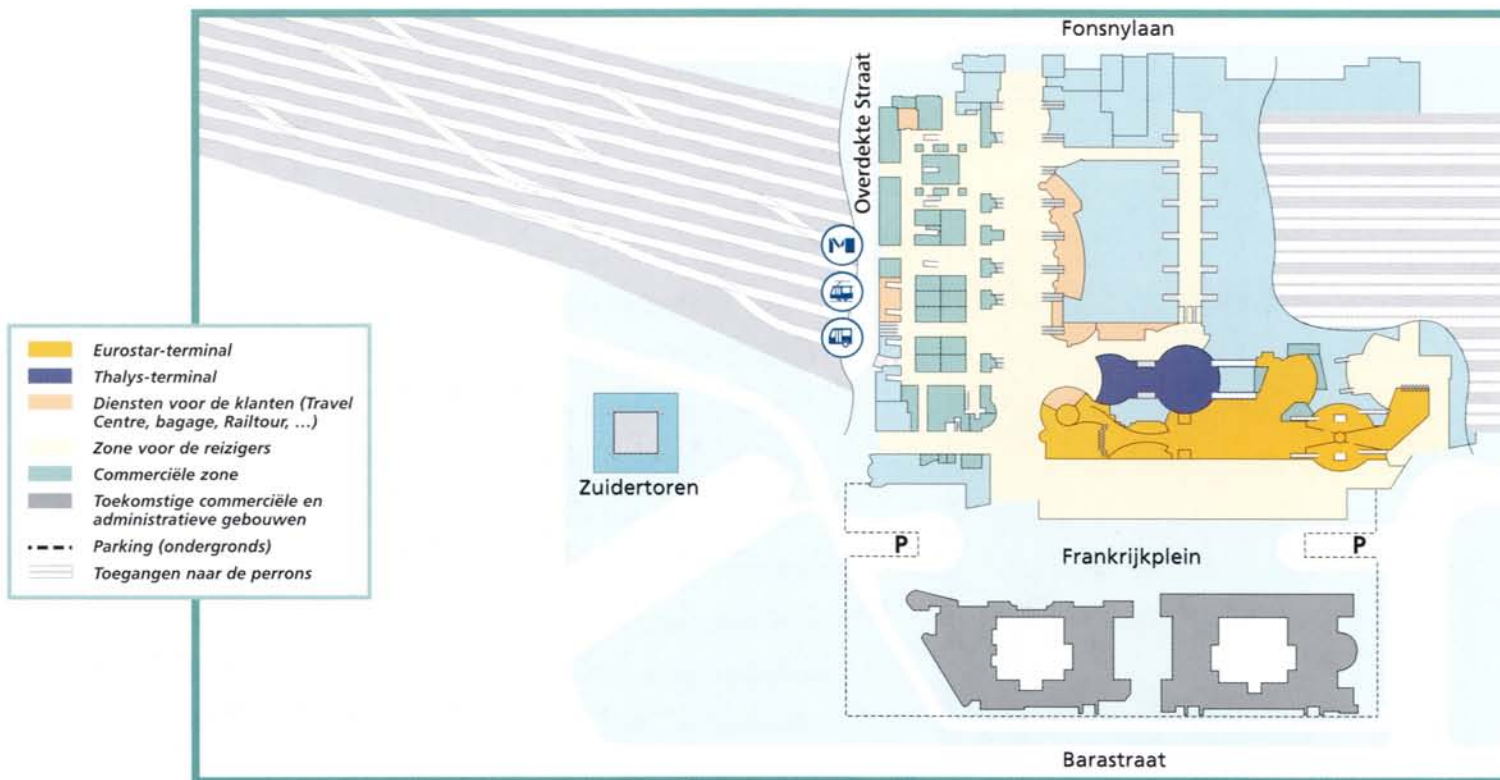 Fonsnylaan
Overdekte Straat
M
Eurostar-terminal
Thalys-terminal
Diensten voor de klanten (Travel
Centre, bagage, Railtour, ...)
Zone voor de reizigers
Commerciële zone
Toekomstige commerciële en
administratieve gebouwen
Parking (ondergronds)
Toegangen naar de perrons
Zuidertoren
P
P
Frankrijkplein
Barastraat